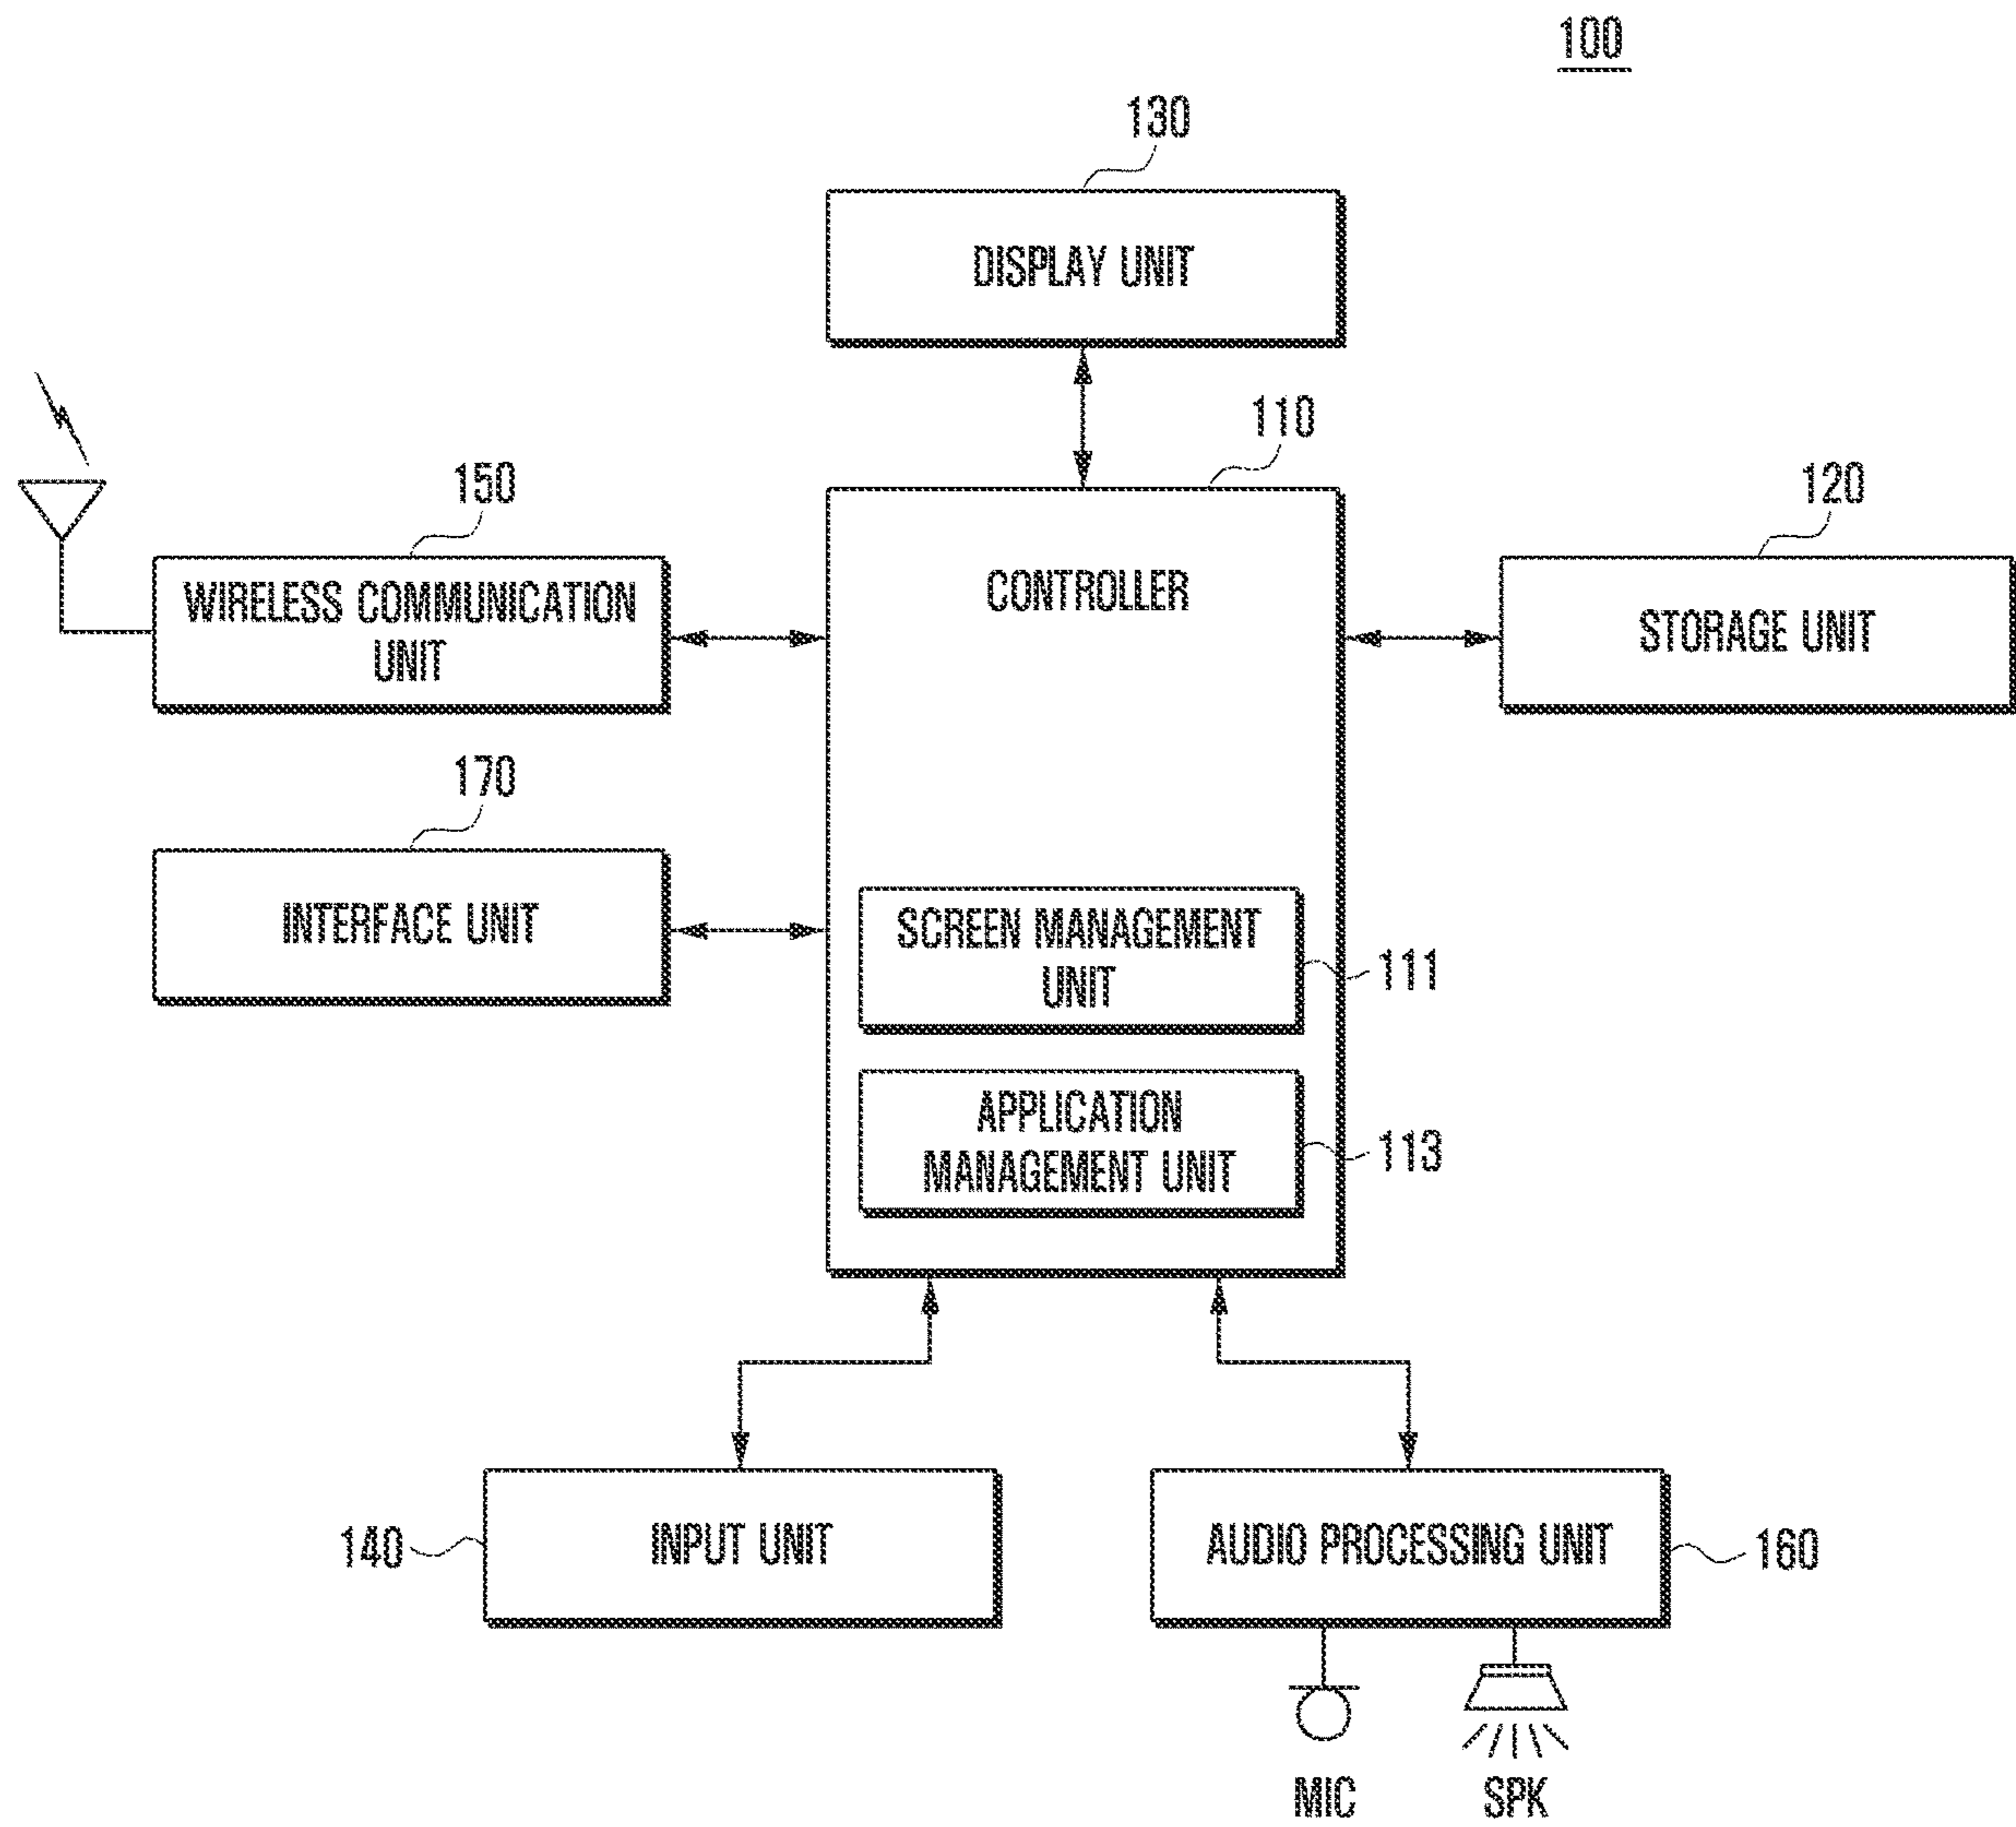 100
130
DISPLAY UNIT
110
150
120
CONTROLLER
WIRELESS COMMUNICATION
UNIT
STORAGE UNIT
170
INTERFACE UNIT
SCREEN MANAGEMENT
UNIT
111
APPLICATION
MANAGEMENT UNIT
113
140
INPUT UNIT
AUDIO PROCESSING UNIT
160
MIC
SPK